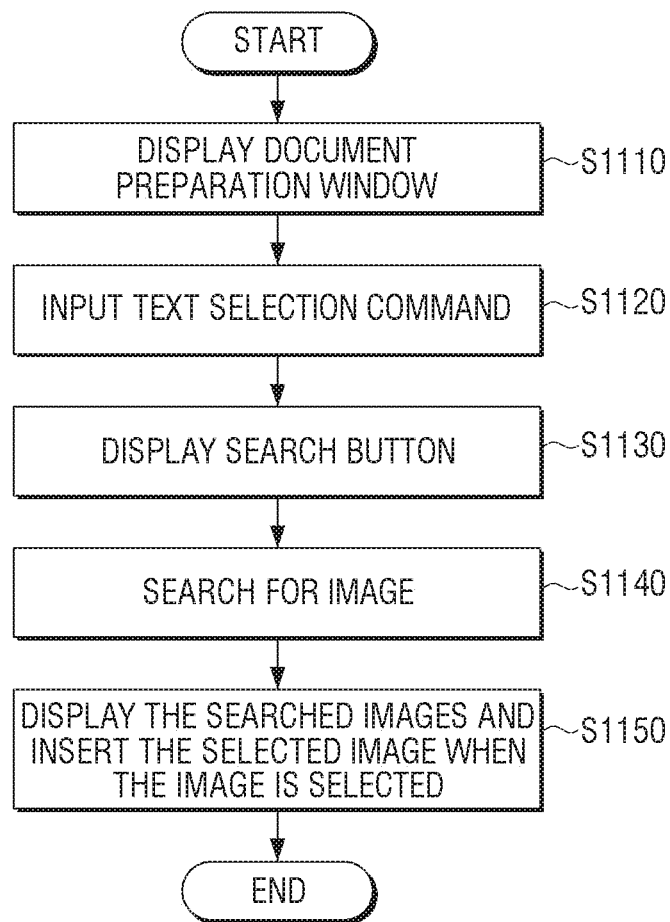 START
DISPLAY DOCUMENT
PREPARATION WINDOW
S1110
INPUT TEXT SELECTION COMMAND
S1120
DISPLAY SEARCH BUTTON
S1130
SEARCH FOR IMAGE
S1140
DISPLAY THE SEARCHED IMAGES AND
INSERT THE SELECTED IMAGE WHEN
THE IMAGE IS SELECTED
S1150
END